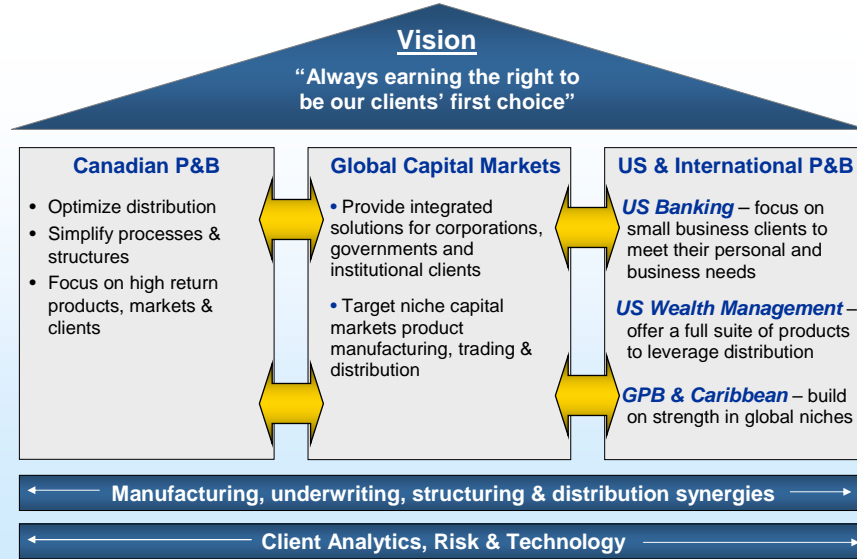 Vision
“Always earning the right to
be our clients’ first choice”
Canadian P&B
• Optimize distribution
• Simplify processes &
structures
• Focus on high return
products, markets &
clients
Global Capital Markets
• Provide integrated
solutions for corporations,
governments and
institutional clients
• Target niche capital
markets product
manufacturing, trading &
distribution
US & International P&B
US Banking – focus on
small business clients to
meet their personal and
business needs
US Wealth Management –
offer a full suite of products
to leverage distribution
GPB & Caribbean – build
on strength in global niches
Manufacturing, underwriting, structuring & distribution synergies
Client Analytics, Risk & Technology